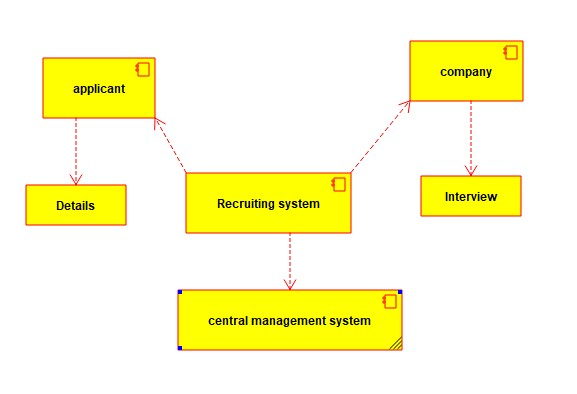 company
applicant
Recruiting system
Interview
Details
central management system